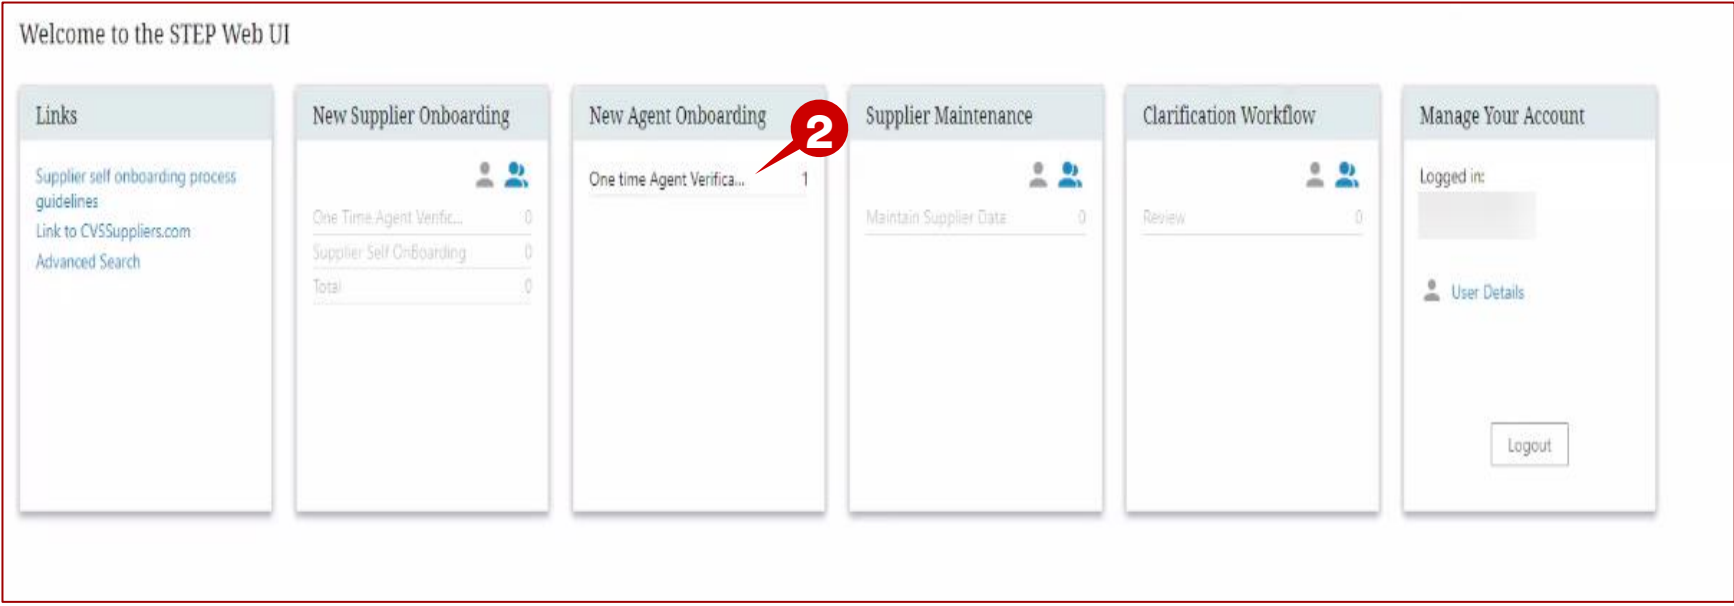 Welcome to the STEP Web UI
Links
Supplier self onboarding process
guidelines
Link to CVSSuppliers.com
Advanced Search
New Supplier Onboarding
One Time Agent Verific... 0
Supplier Self OnBoarding 0
Total 0
New Agent Onboarding
2
One time Agent Verifica... 1
Supplier Maintenance
Maintain Supplier Data 0
Clarification Workflow
Review 0
Manage Your Account
Logged in:
User Details
Logout